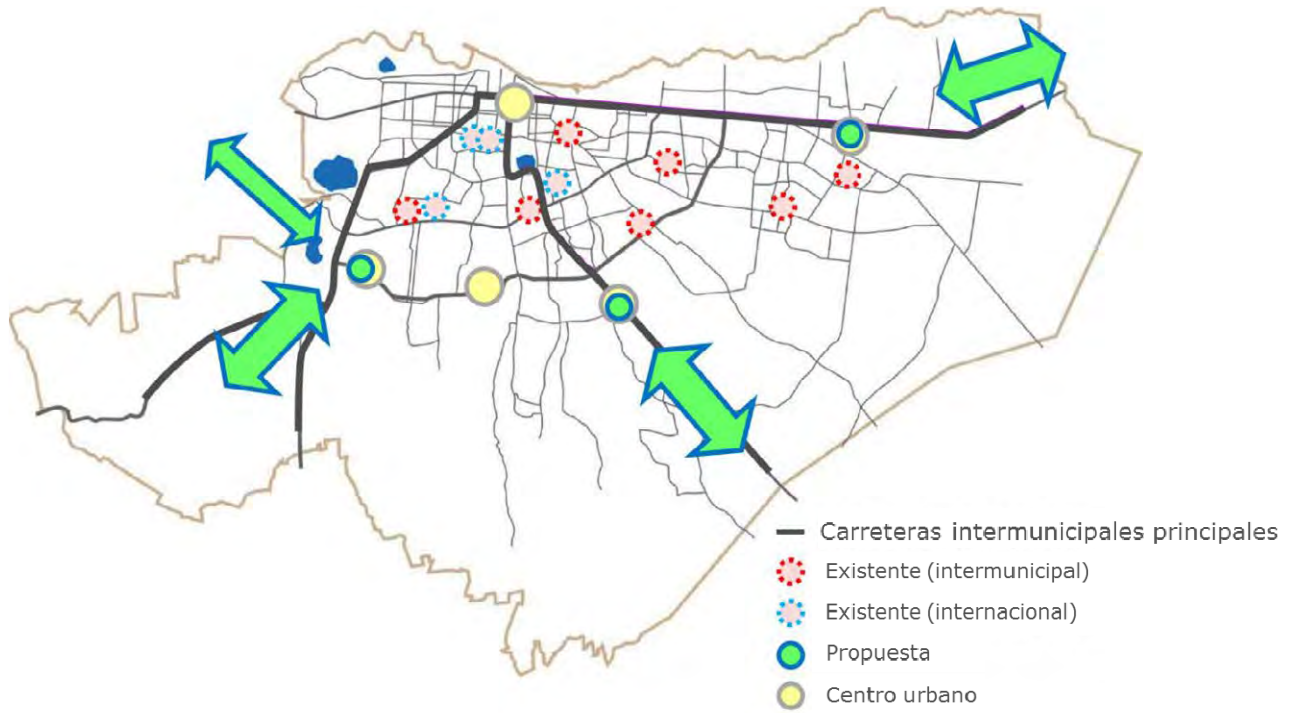 Carreteras intermunicipales principales
Existente (intermunicipal)
Existente (internacional)
Propuesta
Centro urbano